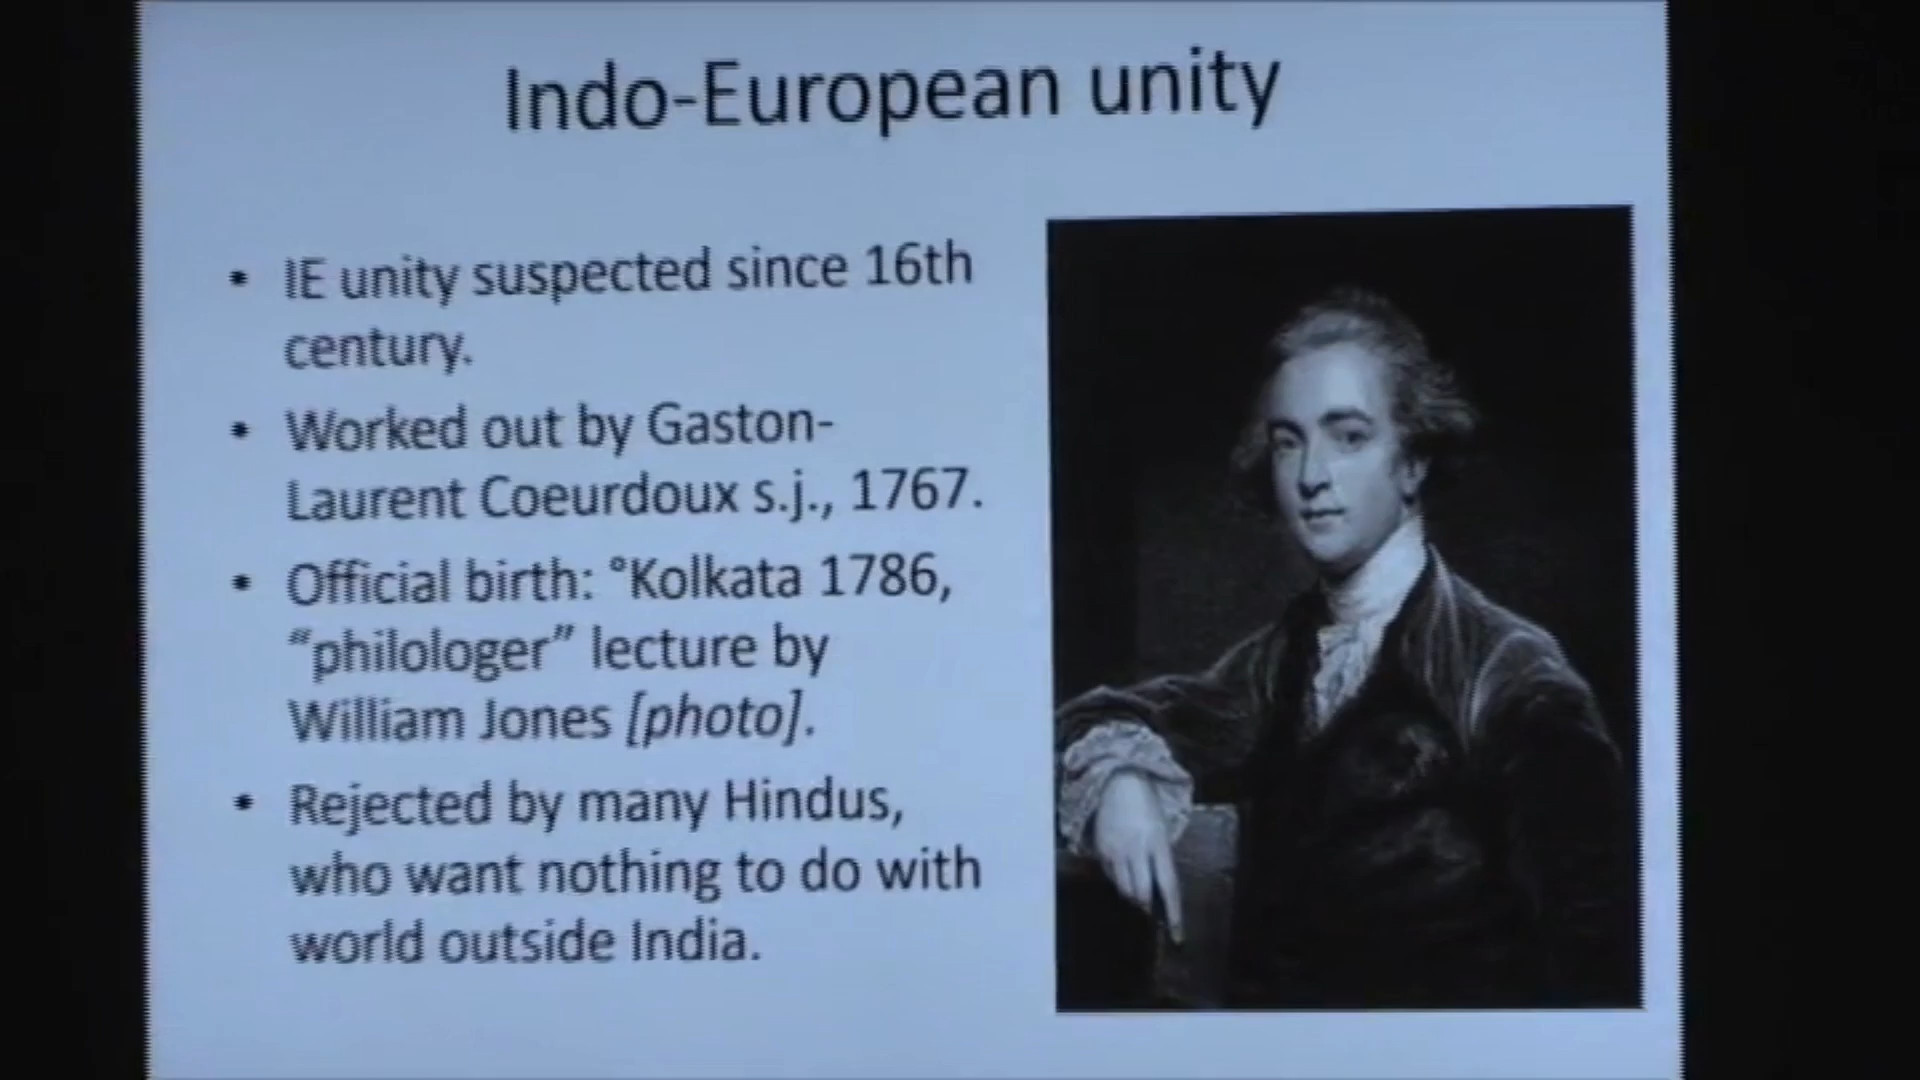 Indo-European unity
• IE unity suspected since 16th
century.
• Worked out by Gaston-
Laurent Coeurdoux s.j., 1767.
• Official birth: °Kolkata 1786,
“philologer” lecture by
William Jones [photo].
• Rejected by many Hindus,
who want nothing to do with
world outside India.